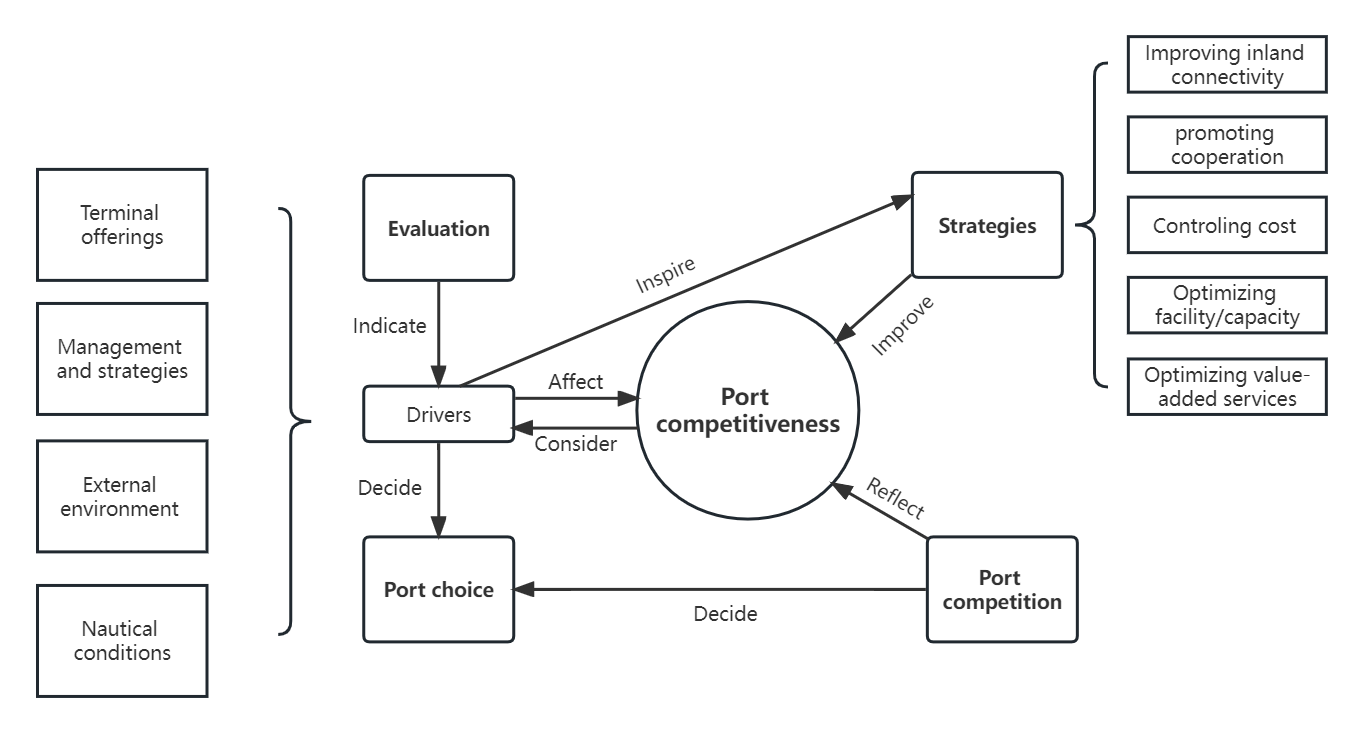 Terminal
offerings
Management
and strategies
External
environment
Nautical
conditions
Evaluation
Indicate
Drivers
Decide
Port choice
Affect
Consider
Inspire
Port
competitiveness
Improve
Reflect
Decide
Strategies
Port
competition
Improving inland
connectivity
promoting
cooperation
Controling cost
Optimizing
facility/capacity
Optimizing value-
added services